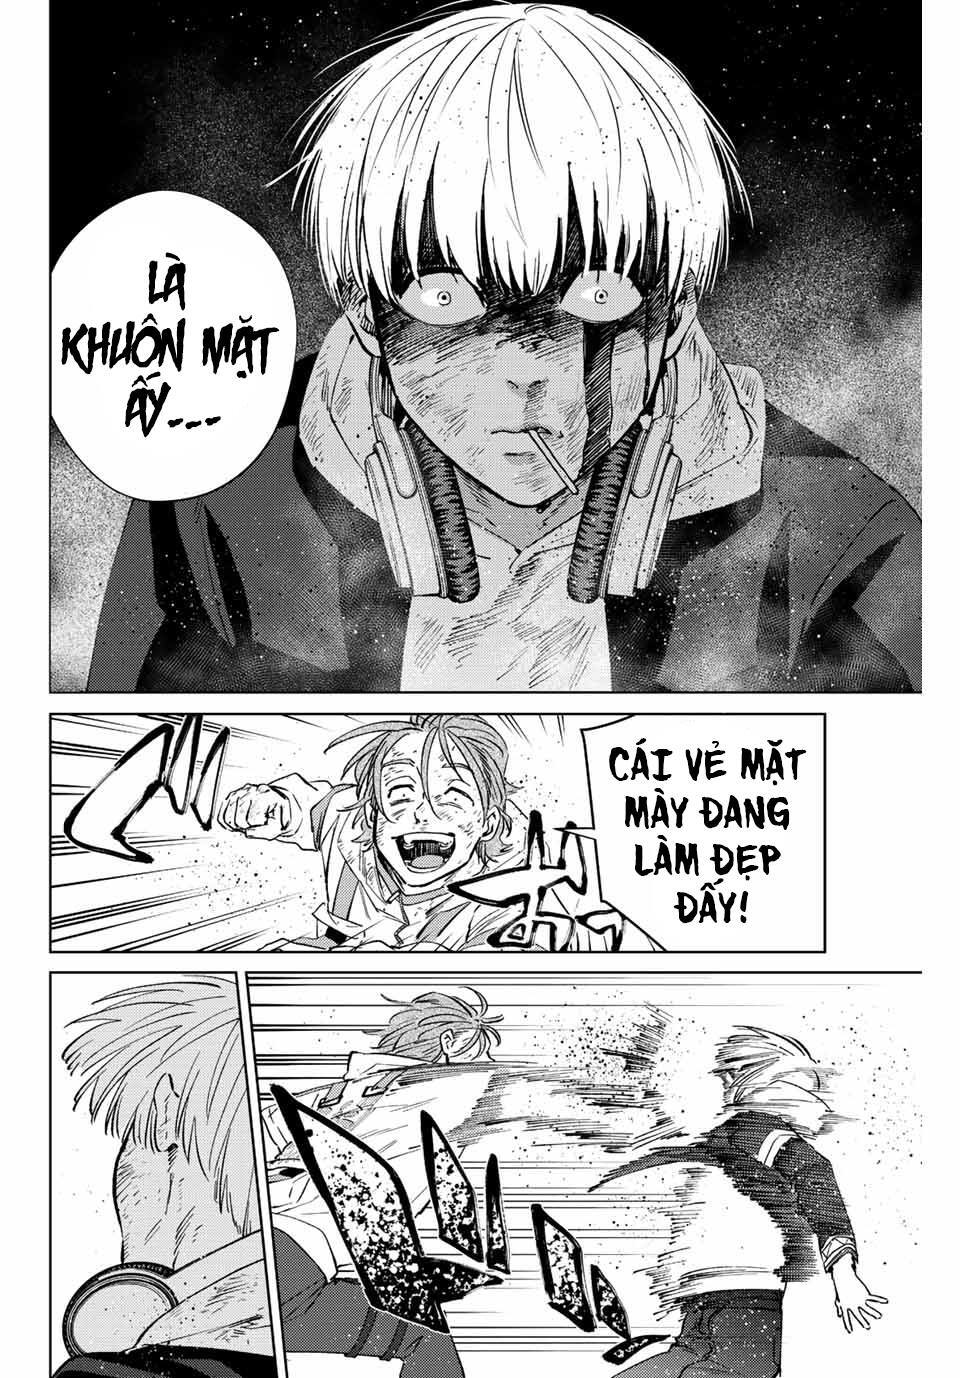 LÀ
KHUÔN MẶT
ẤY...
CÁI VẺ MẶT
MÀY ĐANG
LÀM ĐẸP
ĐẤY!